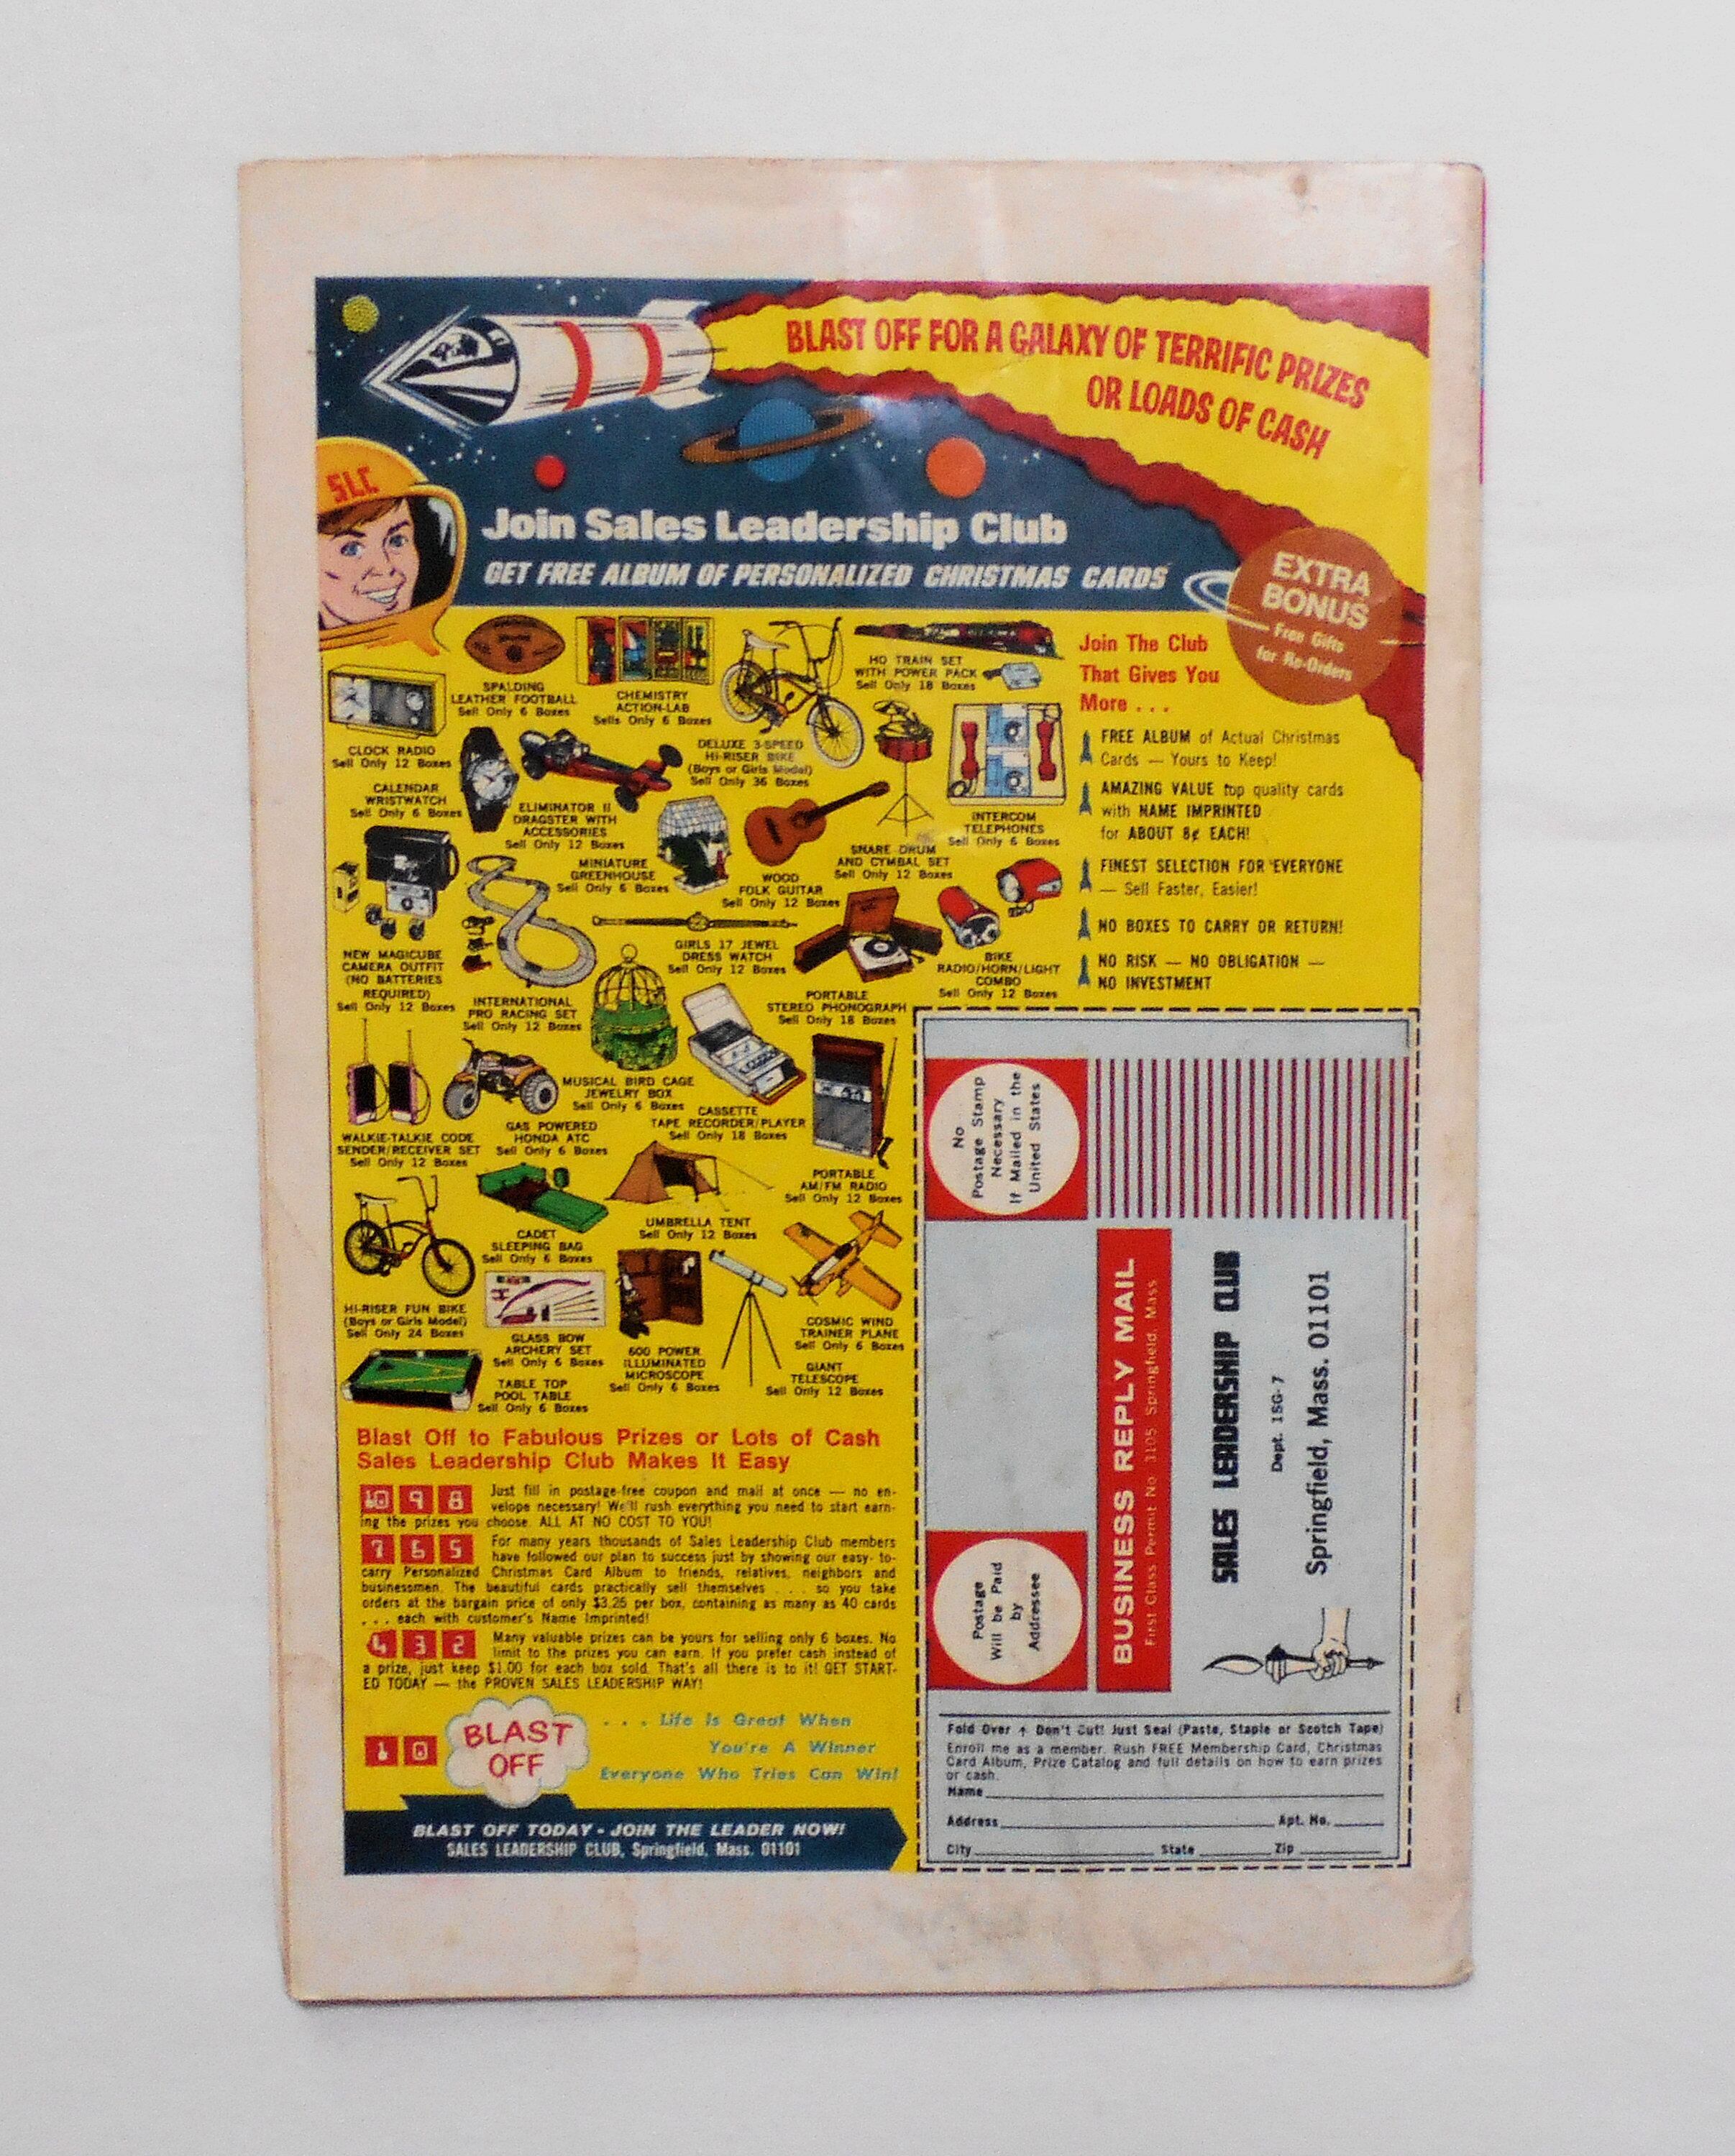 BLAST OFF FOR A GALAXY OF TERRIFIC PRIZES
OR LOADS OF CASH
SLC
Join Sales Leadership Club
GET FREE ALBUM OF PERSONALIZED CHRISTMAS CARDS
EXTRA
BONUS
Free Gifts
for Re-Orders
SPALDING
LEATHER FOOTBALL
Sell Only 6 Boxes
CHEMISTRY
ACTION-LAB
Sells Only 6 Boxes
HO TRAIN SET
WITH POWER PACK
Sell Only 18 Boxes
CLOCK RADIO
Sell Only 12 Boxes
DELUXE 3-SPEED
HI-RISER BIKE
(Boys or Girls Model)
Sell Only 36 Boxes
CALENDAR
WRISTWATCH
Sell Only 6 Boxes
ELIMINATOR II
DRAGSTER WITH
ACCESSORIES
Sell Only 12 Boxes
INTERCOM
TELEPHONES
Sell Only 6 Boxes
MINIATURE
GREENHOUSE
Sell Only 6 Boxes
WOOD
FOLK GUITAR
Sell Only 12 Boxes
SNARE DRUM
AND CYMBAL SET
Sell Only 12 Boxes
NEW MAGICUBE
CAMERA OUTFIT
(NO BATTERIES
REQUIRED)
Sell Only 12 Boxes
INTERNATIONAL
PRO RACING SET
Sell Only 12 Boxes
GIRLS 17 JEWEL
DRESS WATCH
Sell Only 12 Boxes
PORTABLE
STEREO PHONOGRAPH
Sell Only 18 Boxes
BIKE
RADIO/HORN/LIGHT
COMBO
Sell Only 12 Boxes
WALKIE-TALKIE CODE
SENDER/RECEIVER SET
Sell Only 12 Boxes
GAS POWERED
HONDA ATC
Sell Only 6 Boxes
MUSICAL BIRD CAGE
JEWELRY BOX
Sell Only 6 Boxes
CASSETTE
TAPE RECORDER/PLAYER
Sell Only 18 Boxes
PORTABLE
AM/FM RADIO
Sell Only 12 Boxes
CADET
SLEEPING BAG
Sell Only 6 Boxes
UMBRELLA TENT
Sell Only 12 Boxes
HI-RISER FUN BIKE
(Boys or Girls Model)
Sell Only 24 Boxes
GLASS BOW
ARCHERY SET
Sell Only 6 Boxes
600 POWER
ILLUMINATED
MICROSCOPE
Sell Only 6 Boxes
COSMIC WIND
TRAINER PLANE
Sell Only 6 Boxes
GIANT
TELESCOPE
Sell Only 12 Boxes
TABLE TOP
POOL TABLE
Sell Only 6 Boxes
Join The Club
That Gives You
More . . .
FREE ALBUM of Actual Christmas
Cards — Yours to Keep!
AMAZING VALUE top quality cards
with NAME IMPRINTED
for ABOUT 8¢ EACH!
FINEST SELECTION FOR EVERYONE
— Sell Faster, Easier!
NO BOXES TO CARRY OR RETURN!
NO RISK — NO OBLIGATION —
NO INVESTMENT
Blast Off to Fabulous Prizes or Lots of Cash
Sales Leadership Club Makes It Easy
10 9 8 Just fill in postage-free coupon and mail at once — no en-
velope necessary! We'll rush everything you need to start earn-
ing the prizes you choose. ALL AT NO COST TO YOU!
7 6 5 For many years thousands of Sales Leadership Club members
have followed our plan to success just by showing our easy-to-
carry Personalized Christmas Card Album to friends, relatives, neighbors and
businessmen. The beautiful cards practically sell themselves . . . so you take
orders at the bargain price of only $3.25 per box, containing as many as 40 cards
. . . each with customer's Name Imprinted!
4 3 2 Many valuable prizes can be yours for selling only 6 boxes. No
limit to the prizes you can earn. If you prefer cash instead of
a prize, just keep $1.00 for each box sold. That's all there is to it! GET START-
ED TODAY — the PROVEN SALES LEADERSHIP WAY!
1 0
BLAST
OFF
. . . Life Is Great When
You're A Winner
Everyone Who Tries Can Win!
BLAST OFF TODAY - JOIN THE LEADER NOW!
SALES LEADERSHIP CLUB, Springfield, Mass. 01101
No
Postage Stamp
Necessary
If Mailed in the
United States
Postage
Will be Paid
by
Addressee
BUSINESS REPLY MAIL
First Class Permit No. 1105 Springfield, Mass
SALES LEADERSHIP CLUB
Dept. 1SG-7
Springfield, Mass. 01101
Fold Over ↑ Don't Cut! Just Seal (Paste, Staple or Scotch Tape)
Enroll me as a member. Rush FREE Membership Card, Christmas
Card Album, Prize Catalog and full details on how to earn prizes
or cash.
Name
Address Apt. No.
City State Zip